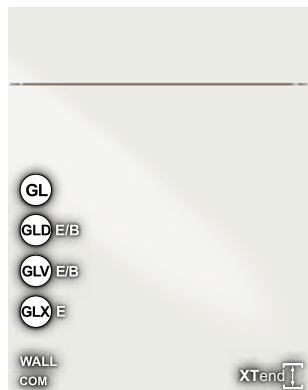 GL
GLD E/B
GLV E/B
GLX E
WALL
COM
XTend